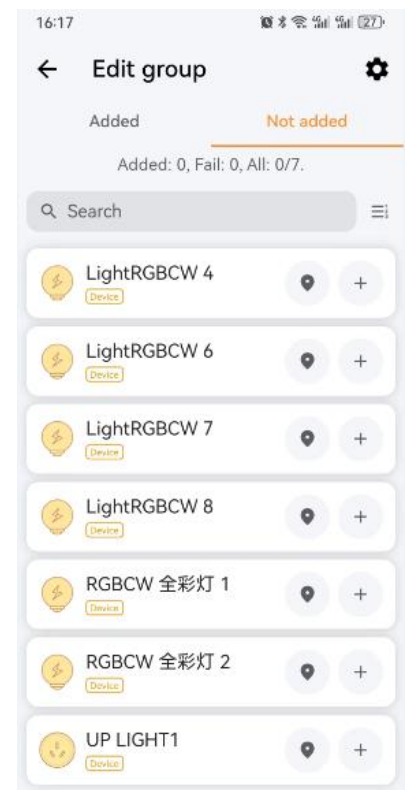 16:17
27
Edit group
Added
Not added
Added: 0, Fail: 0, All: 0/7.
Search
LightRGBCW 4
Device
LightRGBCW 6
Device
LightRGBCW 7
Device
LightRGBCW 8
Device
RGBCW 全彩灯 1
Device
RGBCW 全彩灯 2
Device
UP LIGHT1
Device